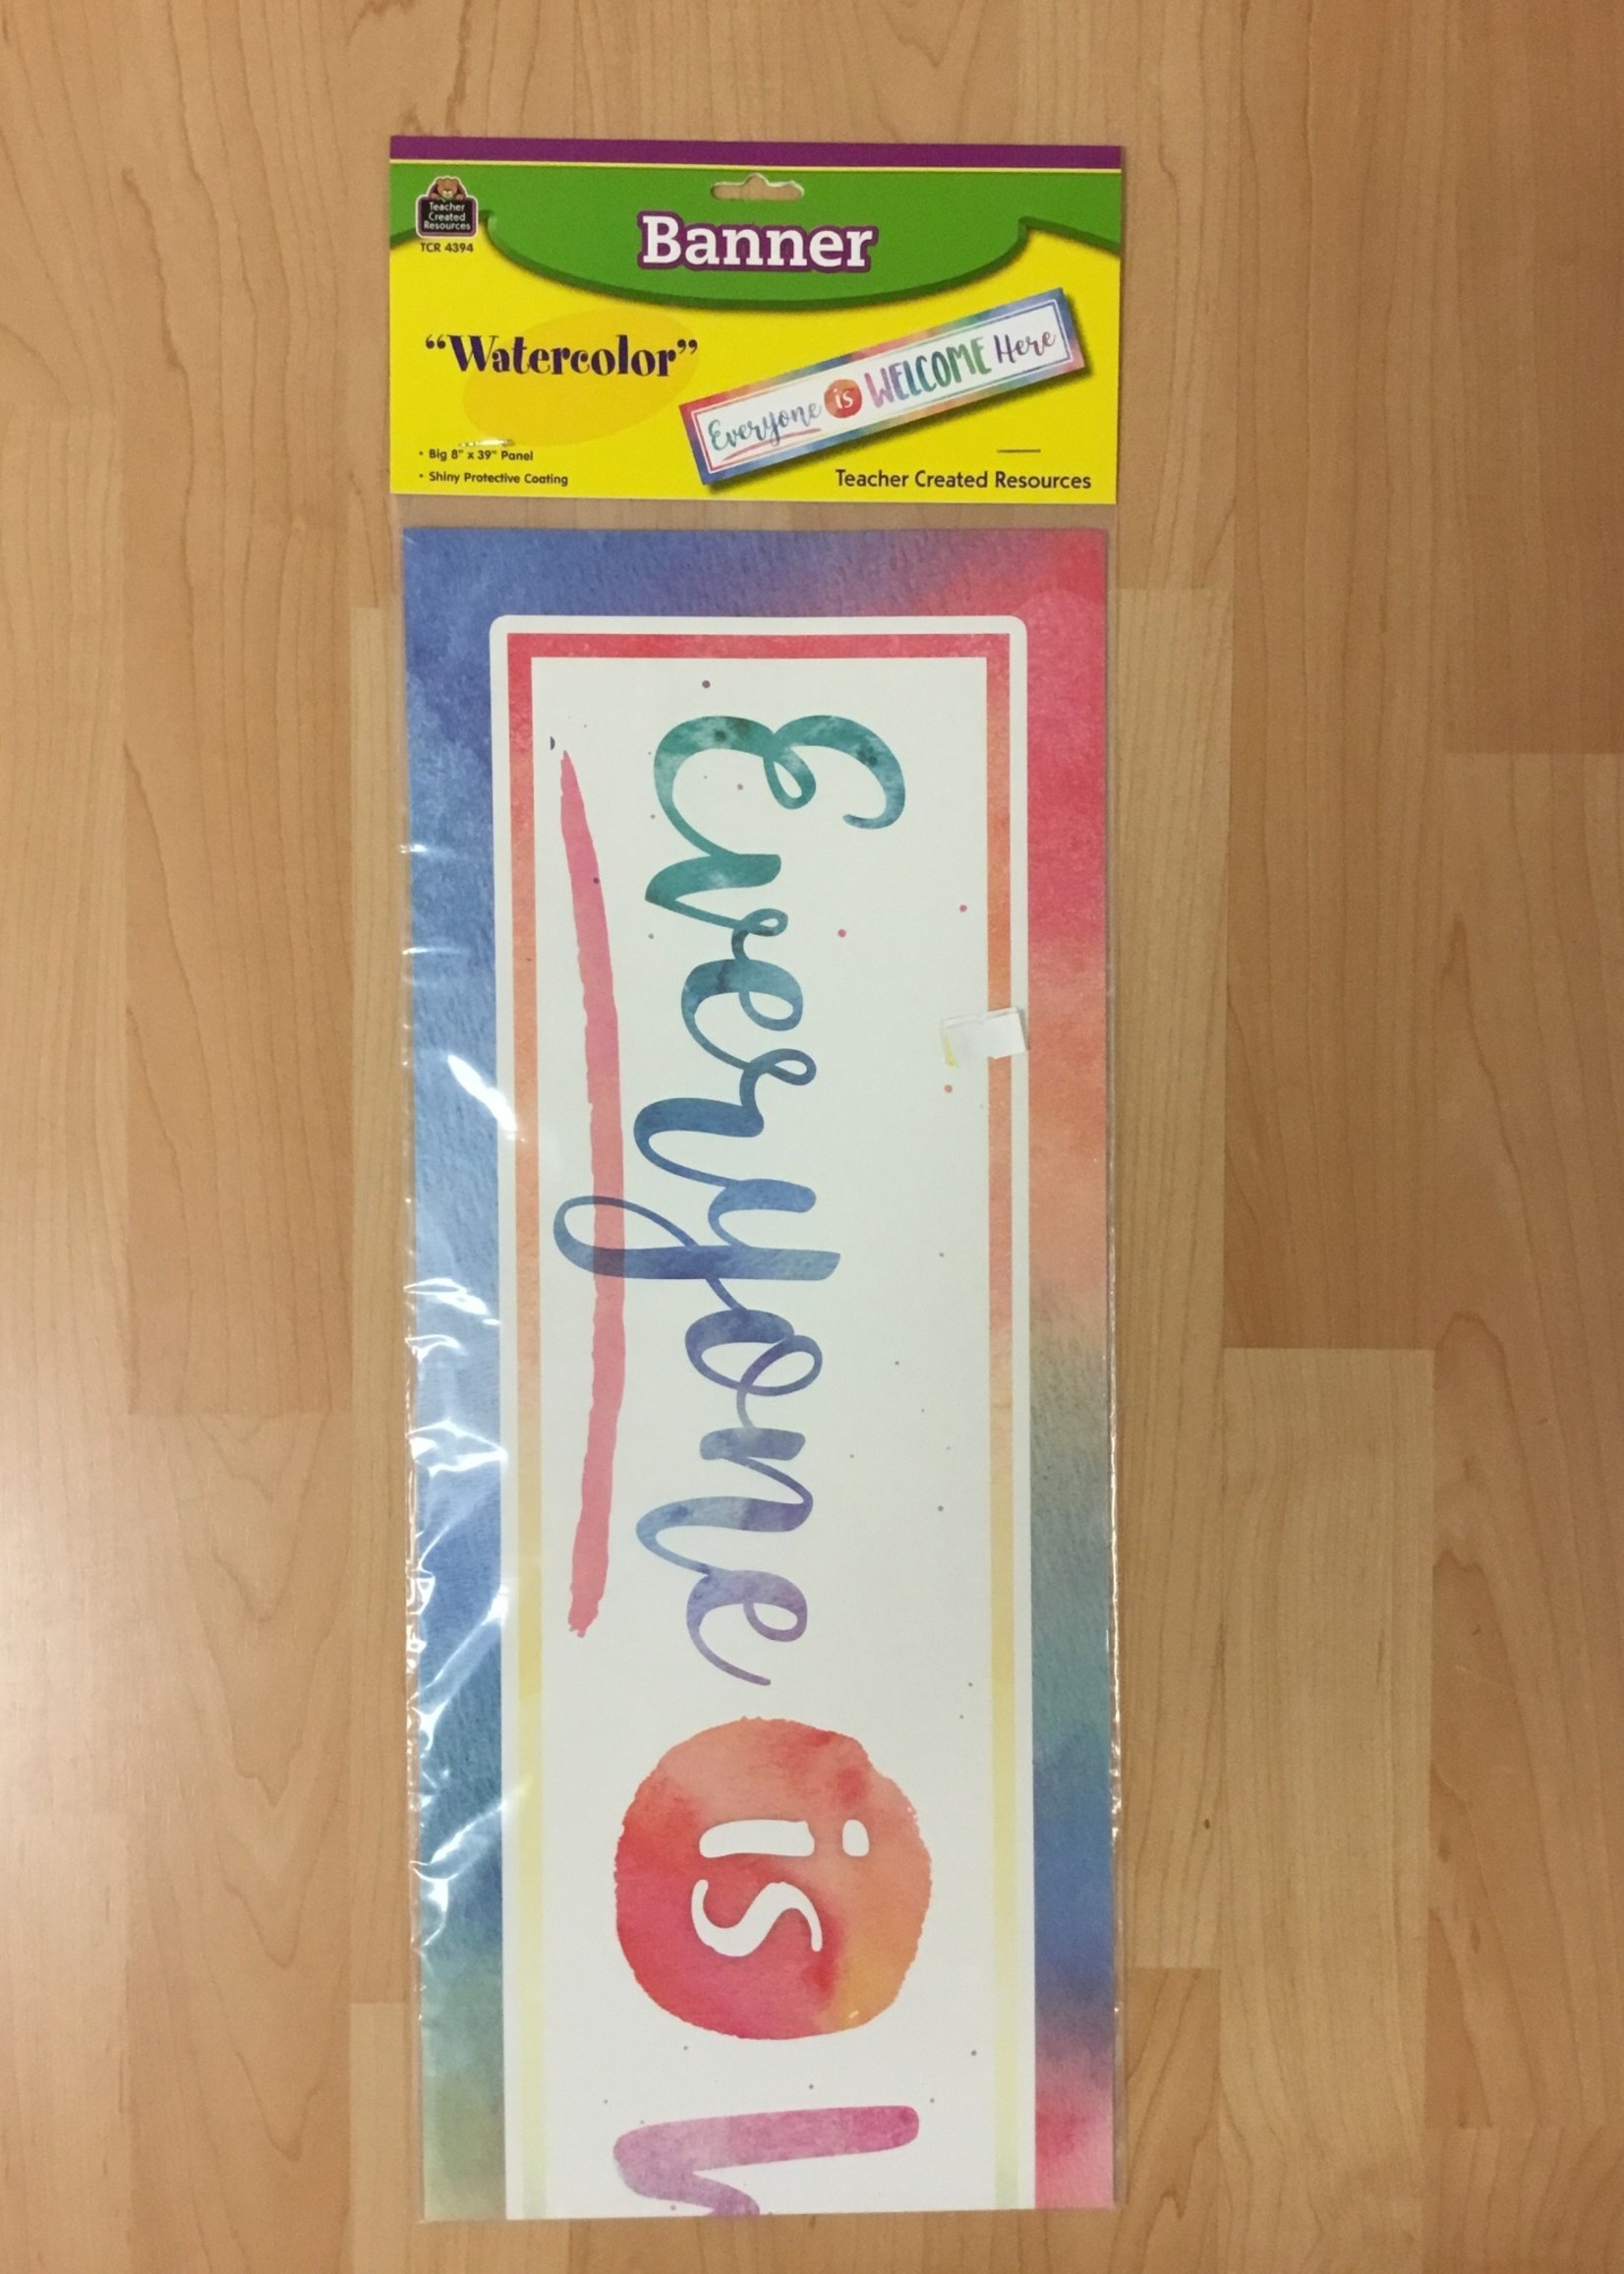 Teacher
Created
Resources
TCR 4394
Banner
“Watercolor”
Everyone is WELCOME Here
• Big 8" x 39" Panel
• Shiny Protective Coating
Teacher Created Resources
Everyone is